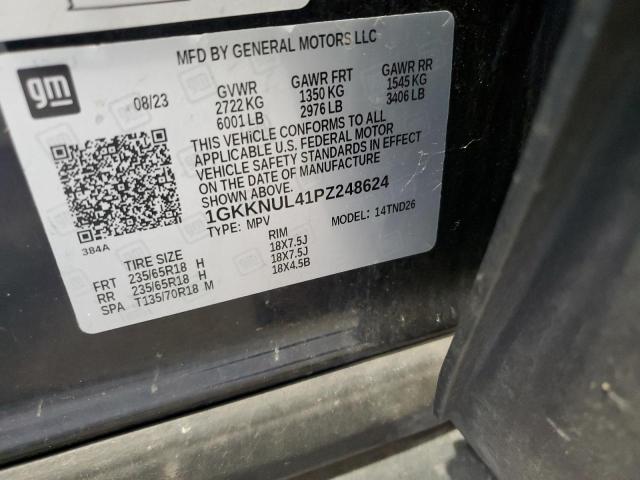 MFD BY GENERAL MOTORS LLC
gm
08/23
GVWR
2722 KG
6001 LB
GAWR FRT
1350 KG
2976 LB
GAWR RR
1545 KG
3406 LB
THIS VEHICLE CONFORMS TO ALL
APPLICABLE U.S. FEDERAL MOTOR
VEHICLE SAFETY STANDARDS IN EFFECT
ON THE DATE OF MANUFACTURE
SHOWN ABOVE.
1GKKNUL41PZ248624
TYPE: MPV MODEL: 14TND26
384A
TIRE SIZE RIM
FRT 235/65R18 H 18X7.5J
RR 235/65R18 H 18X7.5J
SPA T135/70R18 M 18X4.5B